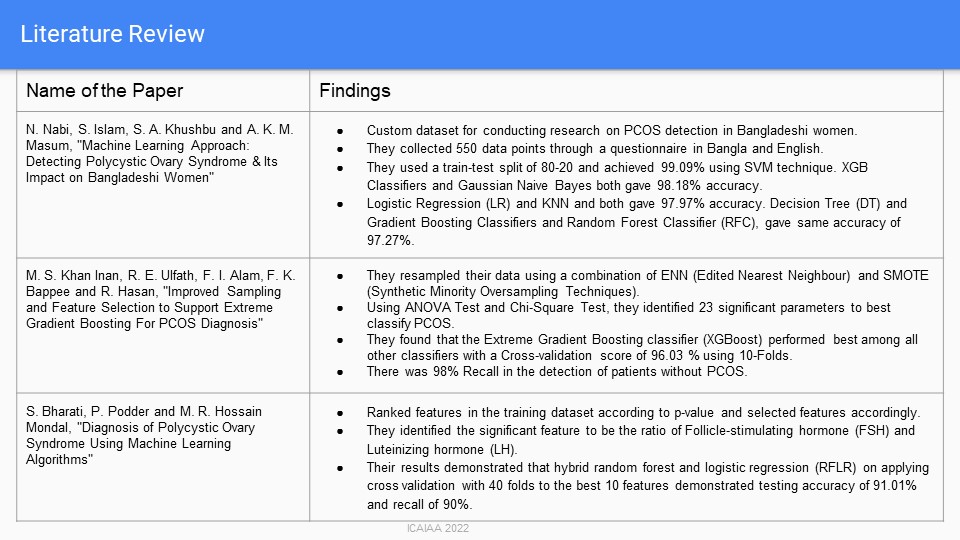 Literature Review
Name of the Paper
Findings
N. Nabi, S. Islam, S. A. Khushbu and A. K. M.
Masum, "Machine Learning Approach:
Detecting Polycystic Ovary Syndrome & Its
Impact on Bangladeshi Women"
● Custom dataset for conducting research on PCOS detection in Bangladeshi women.
● They collected 550 data points through a questionnaire in Bangla and English.
● They used a train-test split of 80-20 and achieved 99.09% using SVM technique. XGB
Classifiers and Gaussian Naive Bayes both gave 98.18% accuracy.
● Logistic Regression (LR) and KNN and both gave 97.97% accuracy. Decision Tree (DT) and
Gradient Boosting Classifiers and Random Forest Classifier (RFC), gave same accuracy of
97.27%.
M. S. Khan Inan, R. E. Ulfath, F. I. Alam, F. K.
Bappee and R. Hasan, "Improved Sampling
and Feature Selection to Support Extreme
Gradient Boosting For PCOS Diagnosis"
● They resampled their data using a combination of ENN (Edited Nearest Neighbour) and SMOTE
(Synthetic Minority Oversampling Techniques).
● Using ANOVA Test and Chi-Square Test, they identified 23 significant parameters to best
classify PCOS.
● They found that the Extreme Gradient Boosting classifier (XGBoost) performed best among all
other classifiers with a Cross-validation score of 96.03 % using 10-Folds.
● There was 98% Recall in the detection of patients without PCOS.
S. Bharati, P. Podder and M. R. Hossain
Mondal, "Diagnosis of Polycystic Ovary
Syndrome Using Machine Learning
Algorithms"
● Ranked features in the training dataset according to p-value and selected features accordingly.
● They identified the significant feature to be the ratio of Follicle-stimulating hormone (FSH) and
Luteinizing hormone (LH).
● Their results demonstrated that hybrid random forest and logistic regression (RFLR) on applying
cross validation with 40 folds to the best 10 features demonstrated testing accuracy of 91.01%
and recall of 90%.
ICAIAA 2022